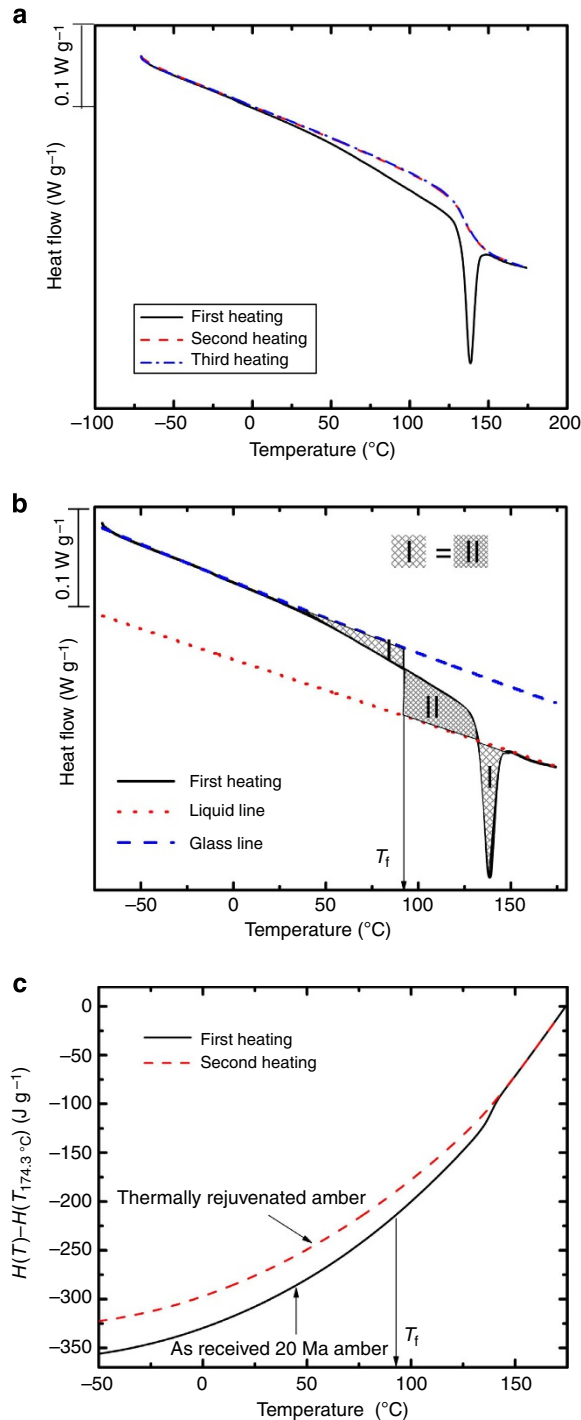 a
0.1 W g−1
Heat flow (W g−1)
First heating
Second heating
Third heating
−100 −50 0 50 100 150 200
Temperature (°C)
b
I = II
0.1 W g−1
I
II
I
Heat flow (W g−1)
First heating
Liquid line
Glass line
Tf
−50 0 50 100 150
Temperature (°C)
c
0
−50
−100
−150
−200
−250
−300
−350
H(T)−H(T174.3 °C) (J g−1)
First heating
Second heating
Thermally rejuvenated amber
As received 20 Ma amber
Tf
−50 0 50 100 150
Temperature (°C)